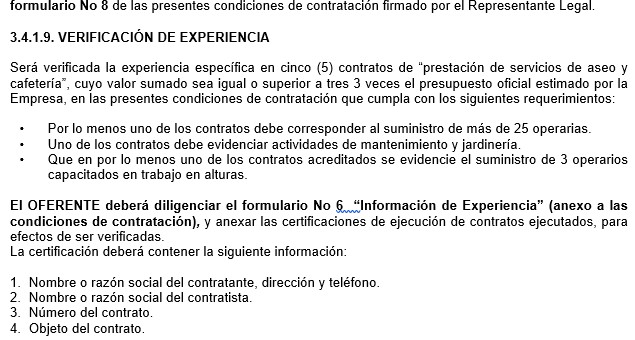 formulario No 8 de las presentes condiciones de contratación firmado por el Representante Legal.
3.4.1.9. VERIFICACIÓN DE EXPERIENCIA
Será verificada la experiencia específica en cinco (5) contratos de “prestación de servicios de aseo y
cafetería”, cuyo valor sumado sea igual o superior a tres 3 veces el presupuesto oficial estimado por la
Empresa, en las presentes condiciones de contratación que cumpla con los siguientes requerimientos:
• Por lo menos uno de los contratos debe corresponder al suministro de más de 25 operarias.
• Uno de los contratos debe evidenciar actividades de mantenimiento y jardinería.
• Que en por lo menos uno de los contratos acreditados se evidencie el suministro de 3 operarios
capacitados en trabajo en alturas.
El OFERENTE deberá diligenciar el formulario No 6 “Información de Experiencia” (anexo a las
condiciones de contratación), y anexar las certificaciones de ejecución de contratos ejecutados, para
efectos de ser verificadas.
La certificación deberá contener la siguiente información:
1. Nombre o razón social del contratante, dirección y teléfono.
2. Nombre o razón social del contratista.
3. Número del contrato.
4. Objeto del contrato.